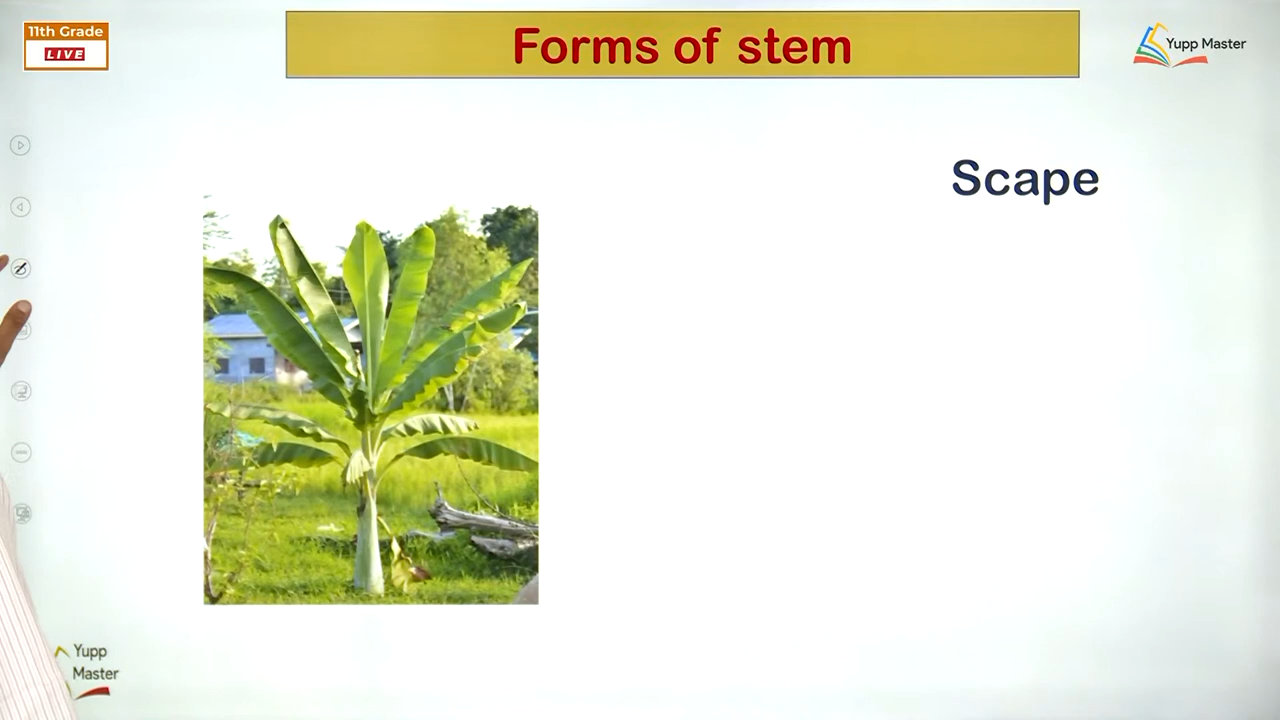 11th Grade
LIVE
Forms of stem
Yupp Master
Scape
Yupp
Master